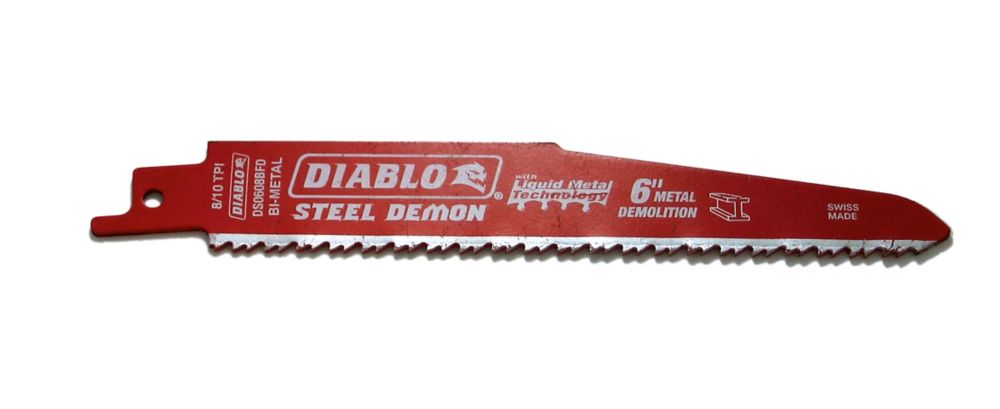 8/10 TPI
DIABLO
DS0608BFD
BI-METAL
DIABLO®
STEEL DEMON
with
Liquid Metal
Technology
6" METAL
DEMOLITION
SWISS
MADE